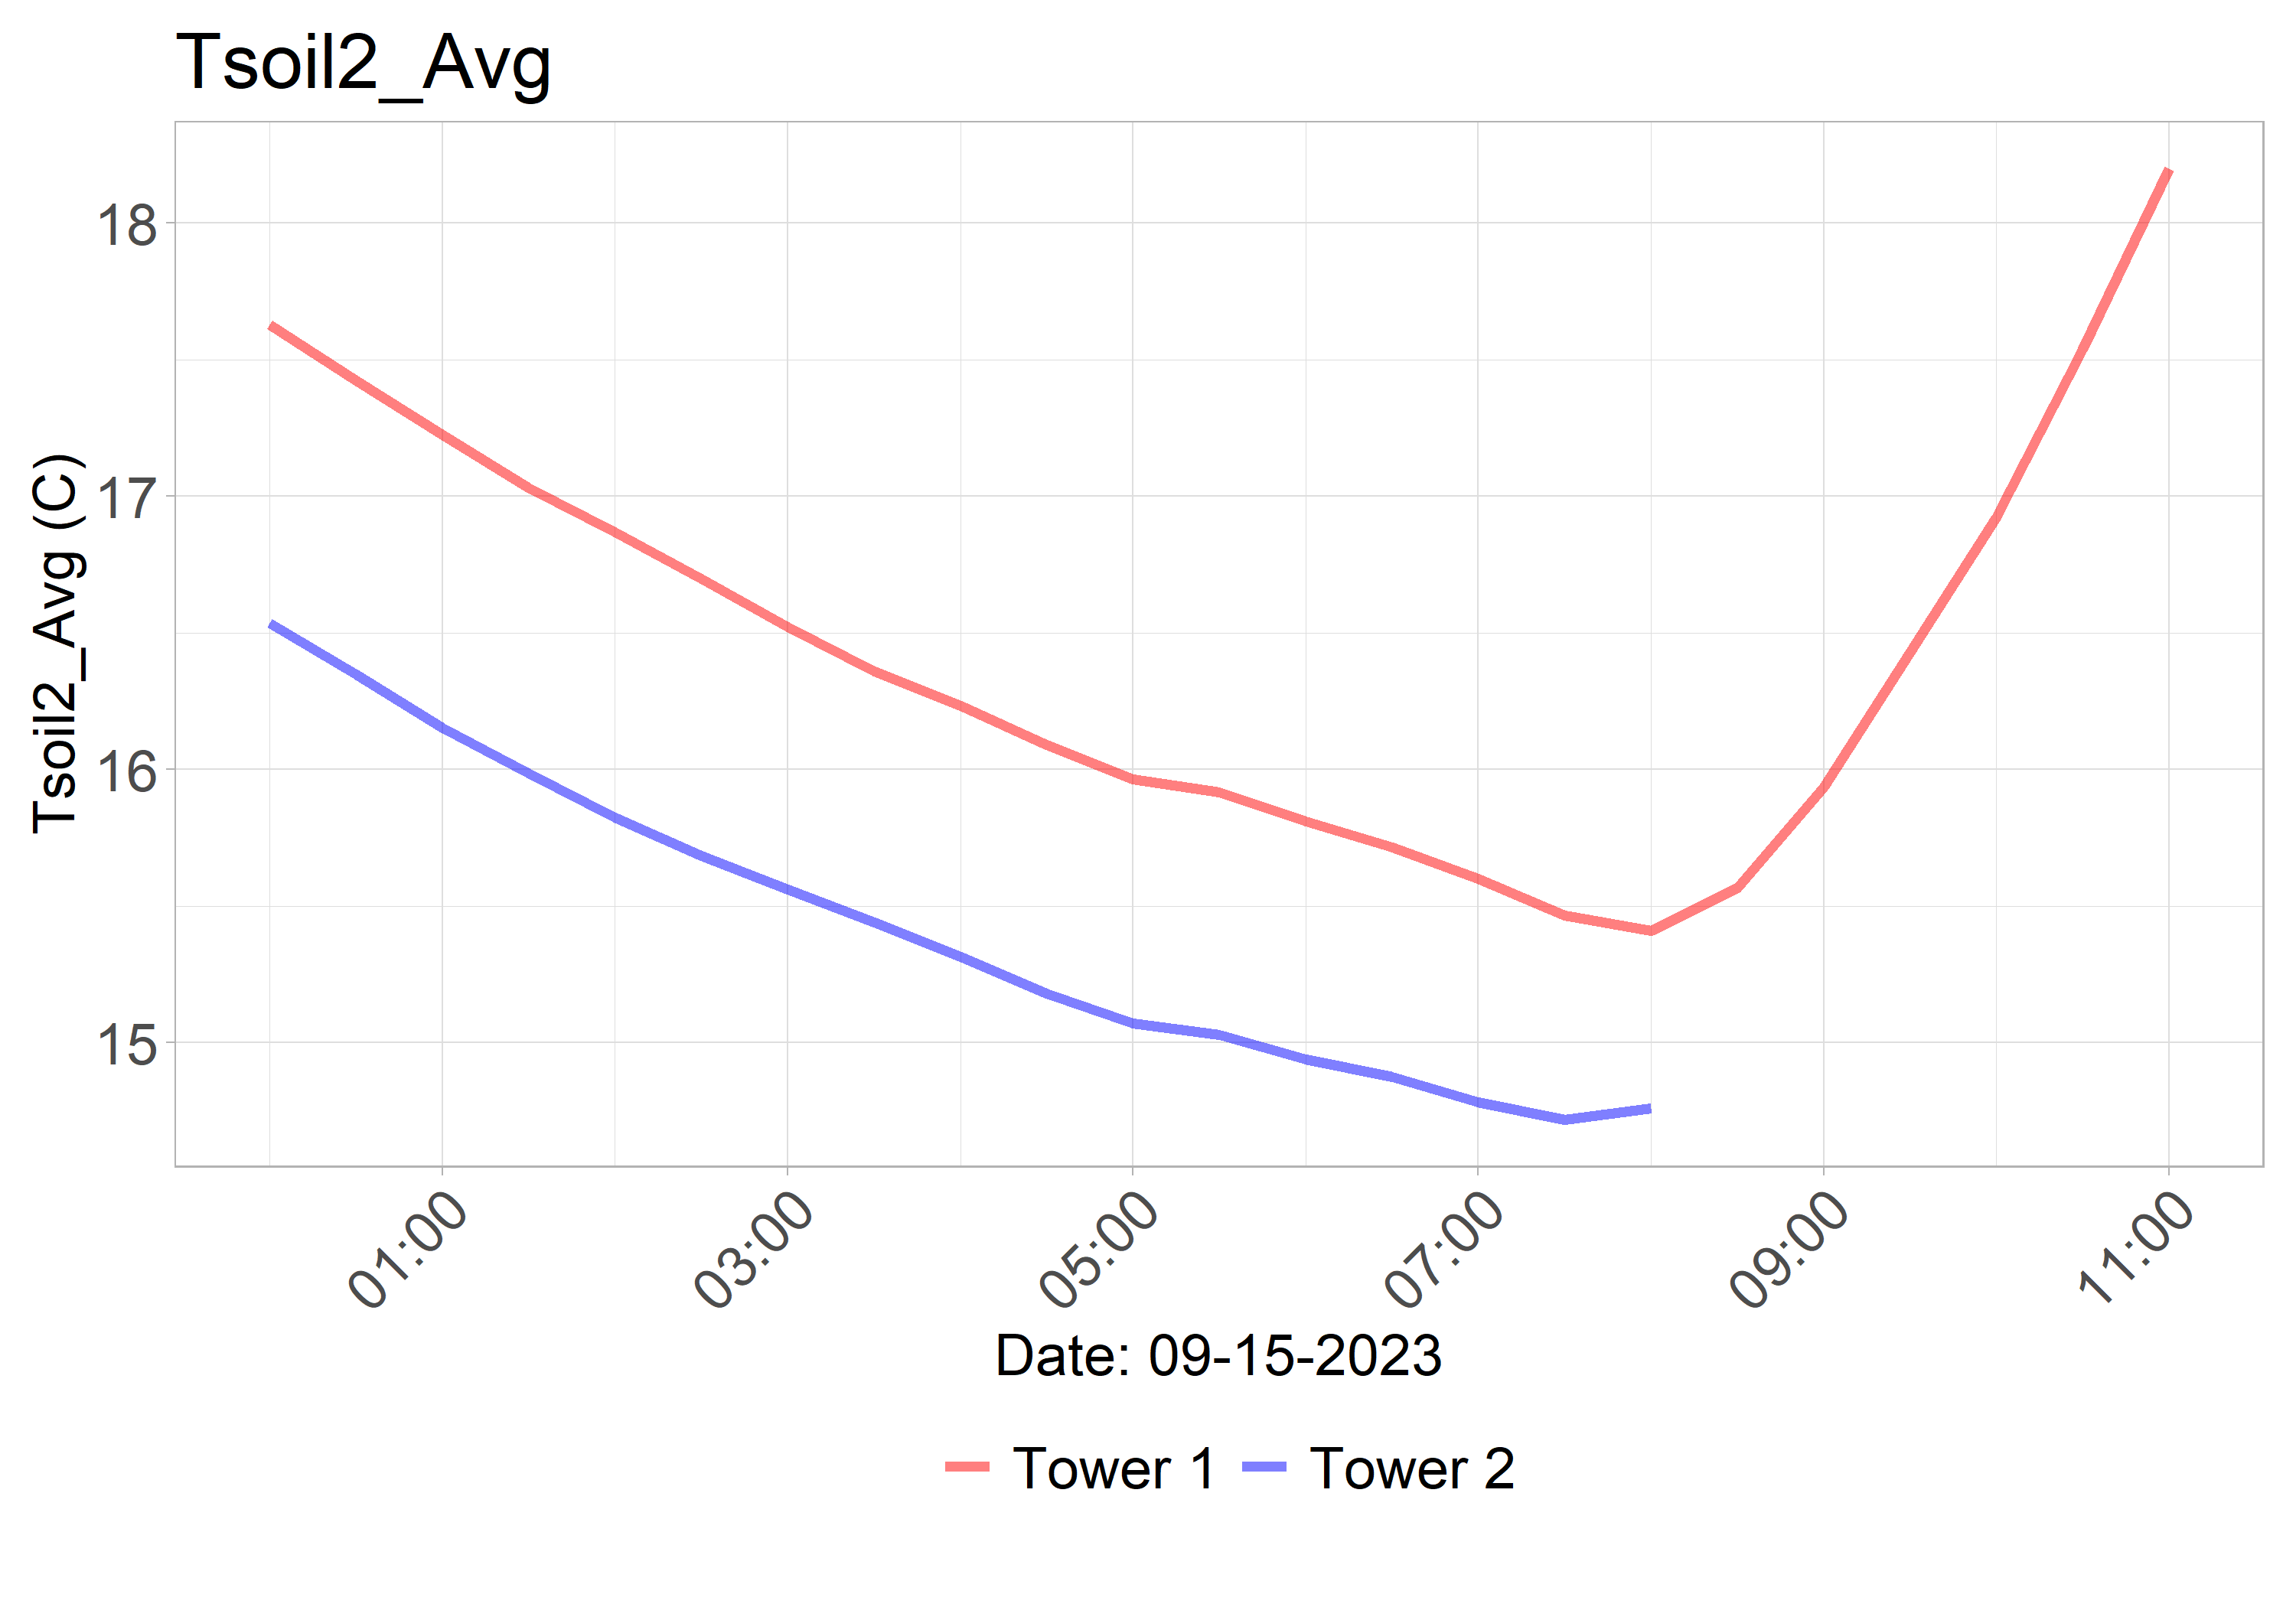 Tsoil2_Avg
Tsoil2_Avg (C)
18
17
16
15
01:00
03:00
05:00
07:00
09:00
11:00
Date: 09-15-2023
Tower 1
Tower 2